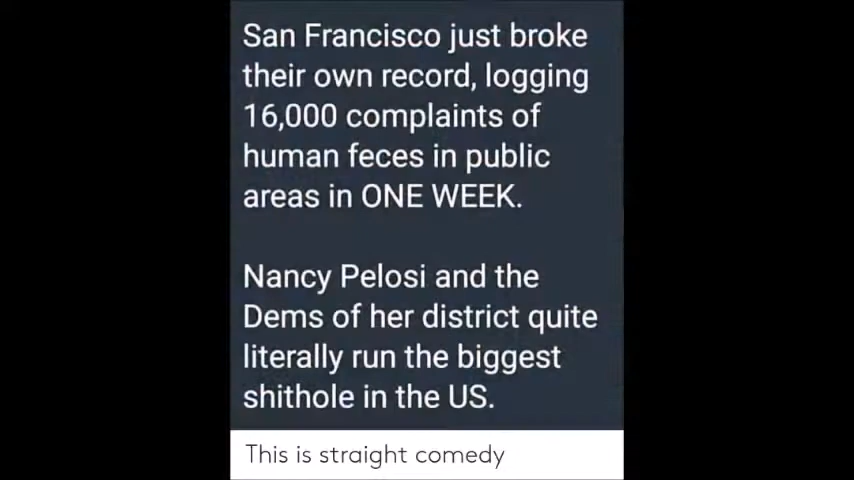 San Francisco just broke
their own record, logging
16,000 complaints of
human feces in public
areas in ONE WEEK.
Nancy Pelosi and the
Dems of her district quite
literally run the biggest
shithole in the US.
This is straight comedy